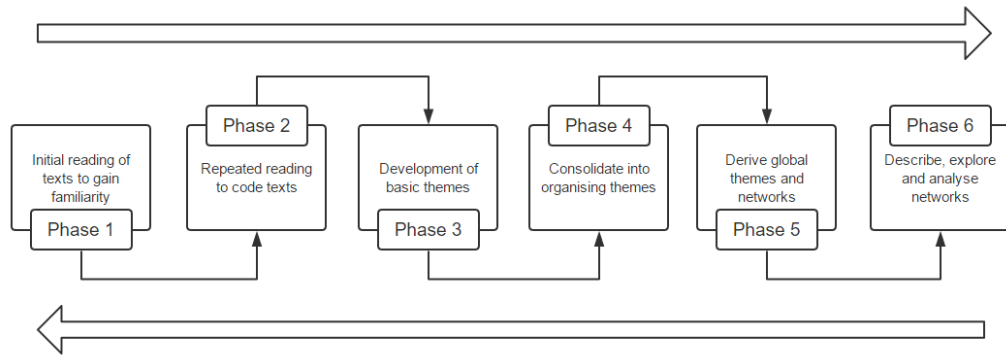 Initial reading of
texts to gain
familiarity
Phase 1
Phase 2
Repeated reading
to code texts
Development of
basic themes
Phase 3
Phase 4
Consolidate into
organising themes
Derive global
themes and
networks
Phase 5
Phase 6
Describe, explore
and analyse
networks